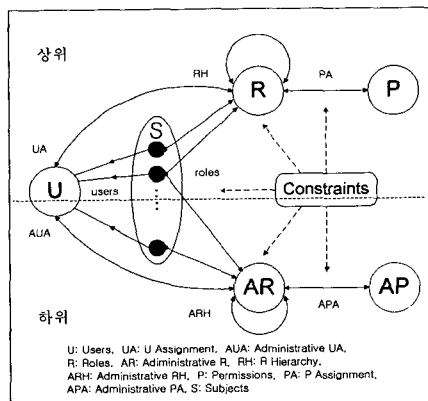 상위
RH
PA
R
P
S
UA
U
users
roles
Constraints
AUA
AR
AP
ARH
APA
하위
U: Users, UA: U Assignment, AUA: Administrative UA,
R: Roles, AR: Adiministrative R, RH: R Hierarchy,
ARH: Administrative RH, P: Permissions, PA: P Assignment,
APA: Administrative PA, S: Subjects